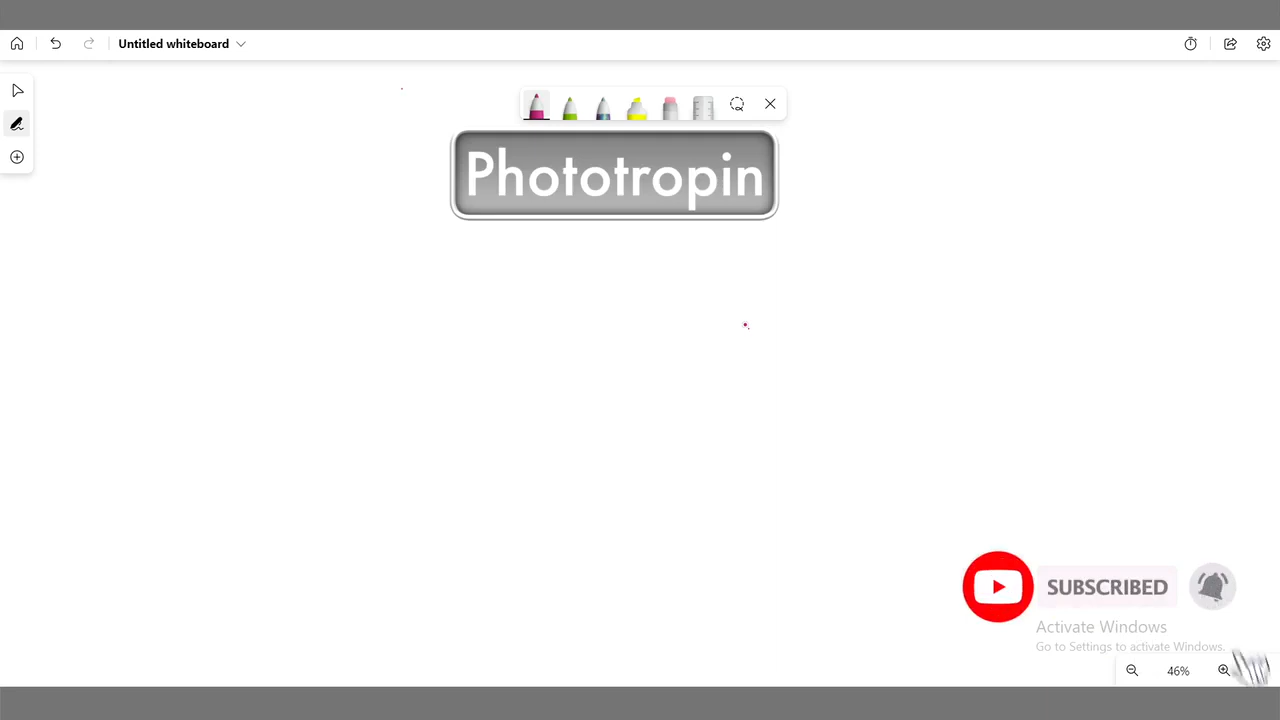 Untitled whiteboard
Phototropin
SUBSCRIBED
Activate Windows
Go to Settings to activate Windows.
46%